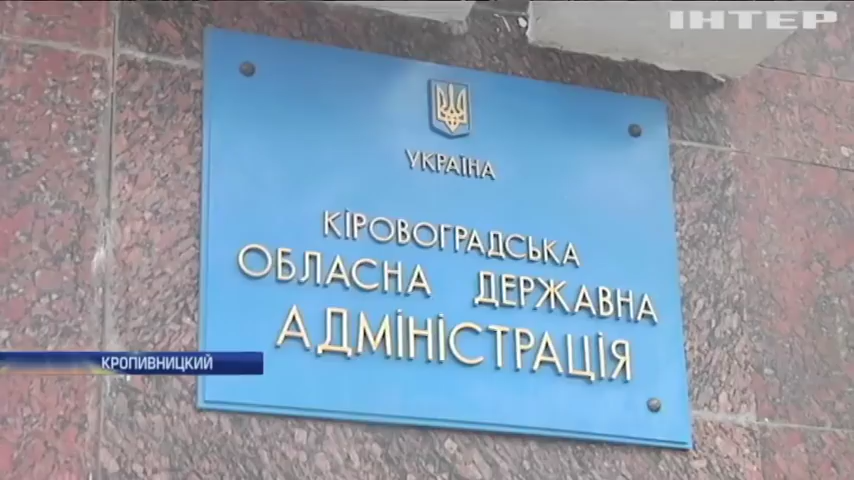 ІНТЕР
УКРАЇНА
КІРОВОГРАДСЬКА
ОБЛАСНА ДЕРЖАВНА
АДМІНІСТРАЦІЯ
КРОПИВНИЦКИЙ